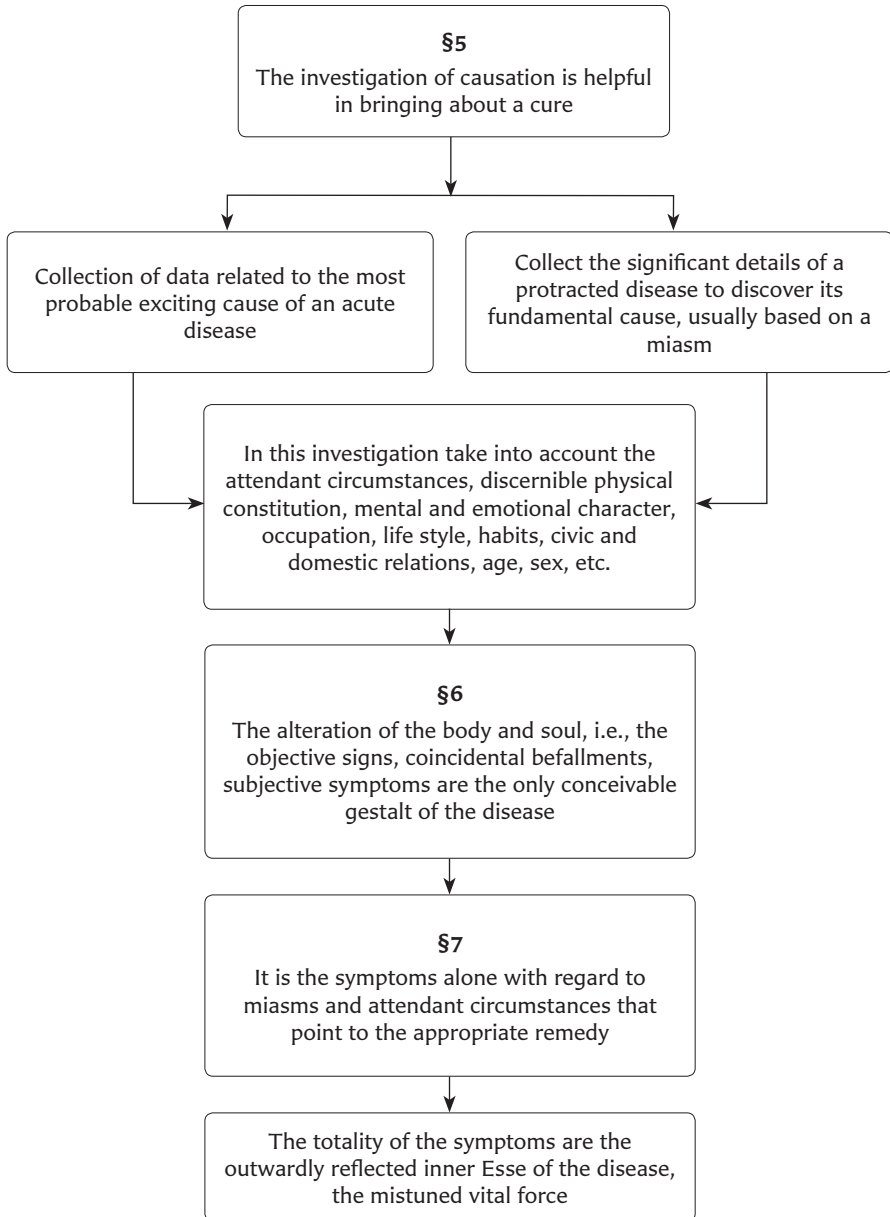 §5
The investigation of causation is helpful
in bringing about a cure
Collection of data related to the most
probable exciting cause of an acute
disease
Collect the significant details of a
protracted disease to discover its
fundamental cause, usually based on a
miasm
In this investigation take into account the
attendant circumstances, discernible physical
constitution, mental and emotional character,
occupation, life style, habits, civic and
domestic relations, age, sex, etc.
§6
The alteration of the body and soul, i.e., the
objective signs, coincidental befallments,
subjective symptoms are the only conceivable
gestalt of the disease
§7
It is the symptoms alone with regard to
miasms and attendant circumstances that
point to the appropriate remedy
The totality of the symptoms are the
outwardly reflected inner Esse of the disease,
the mistuned vital force